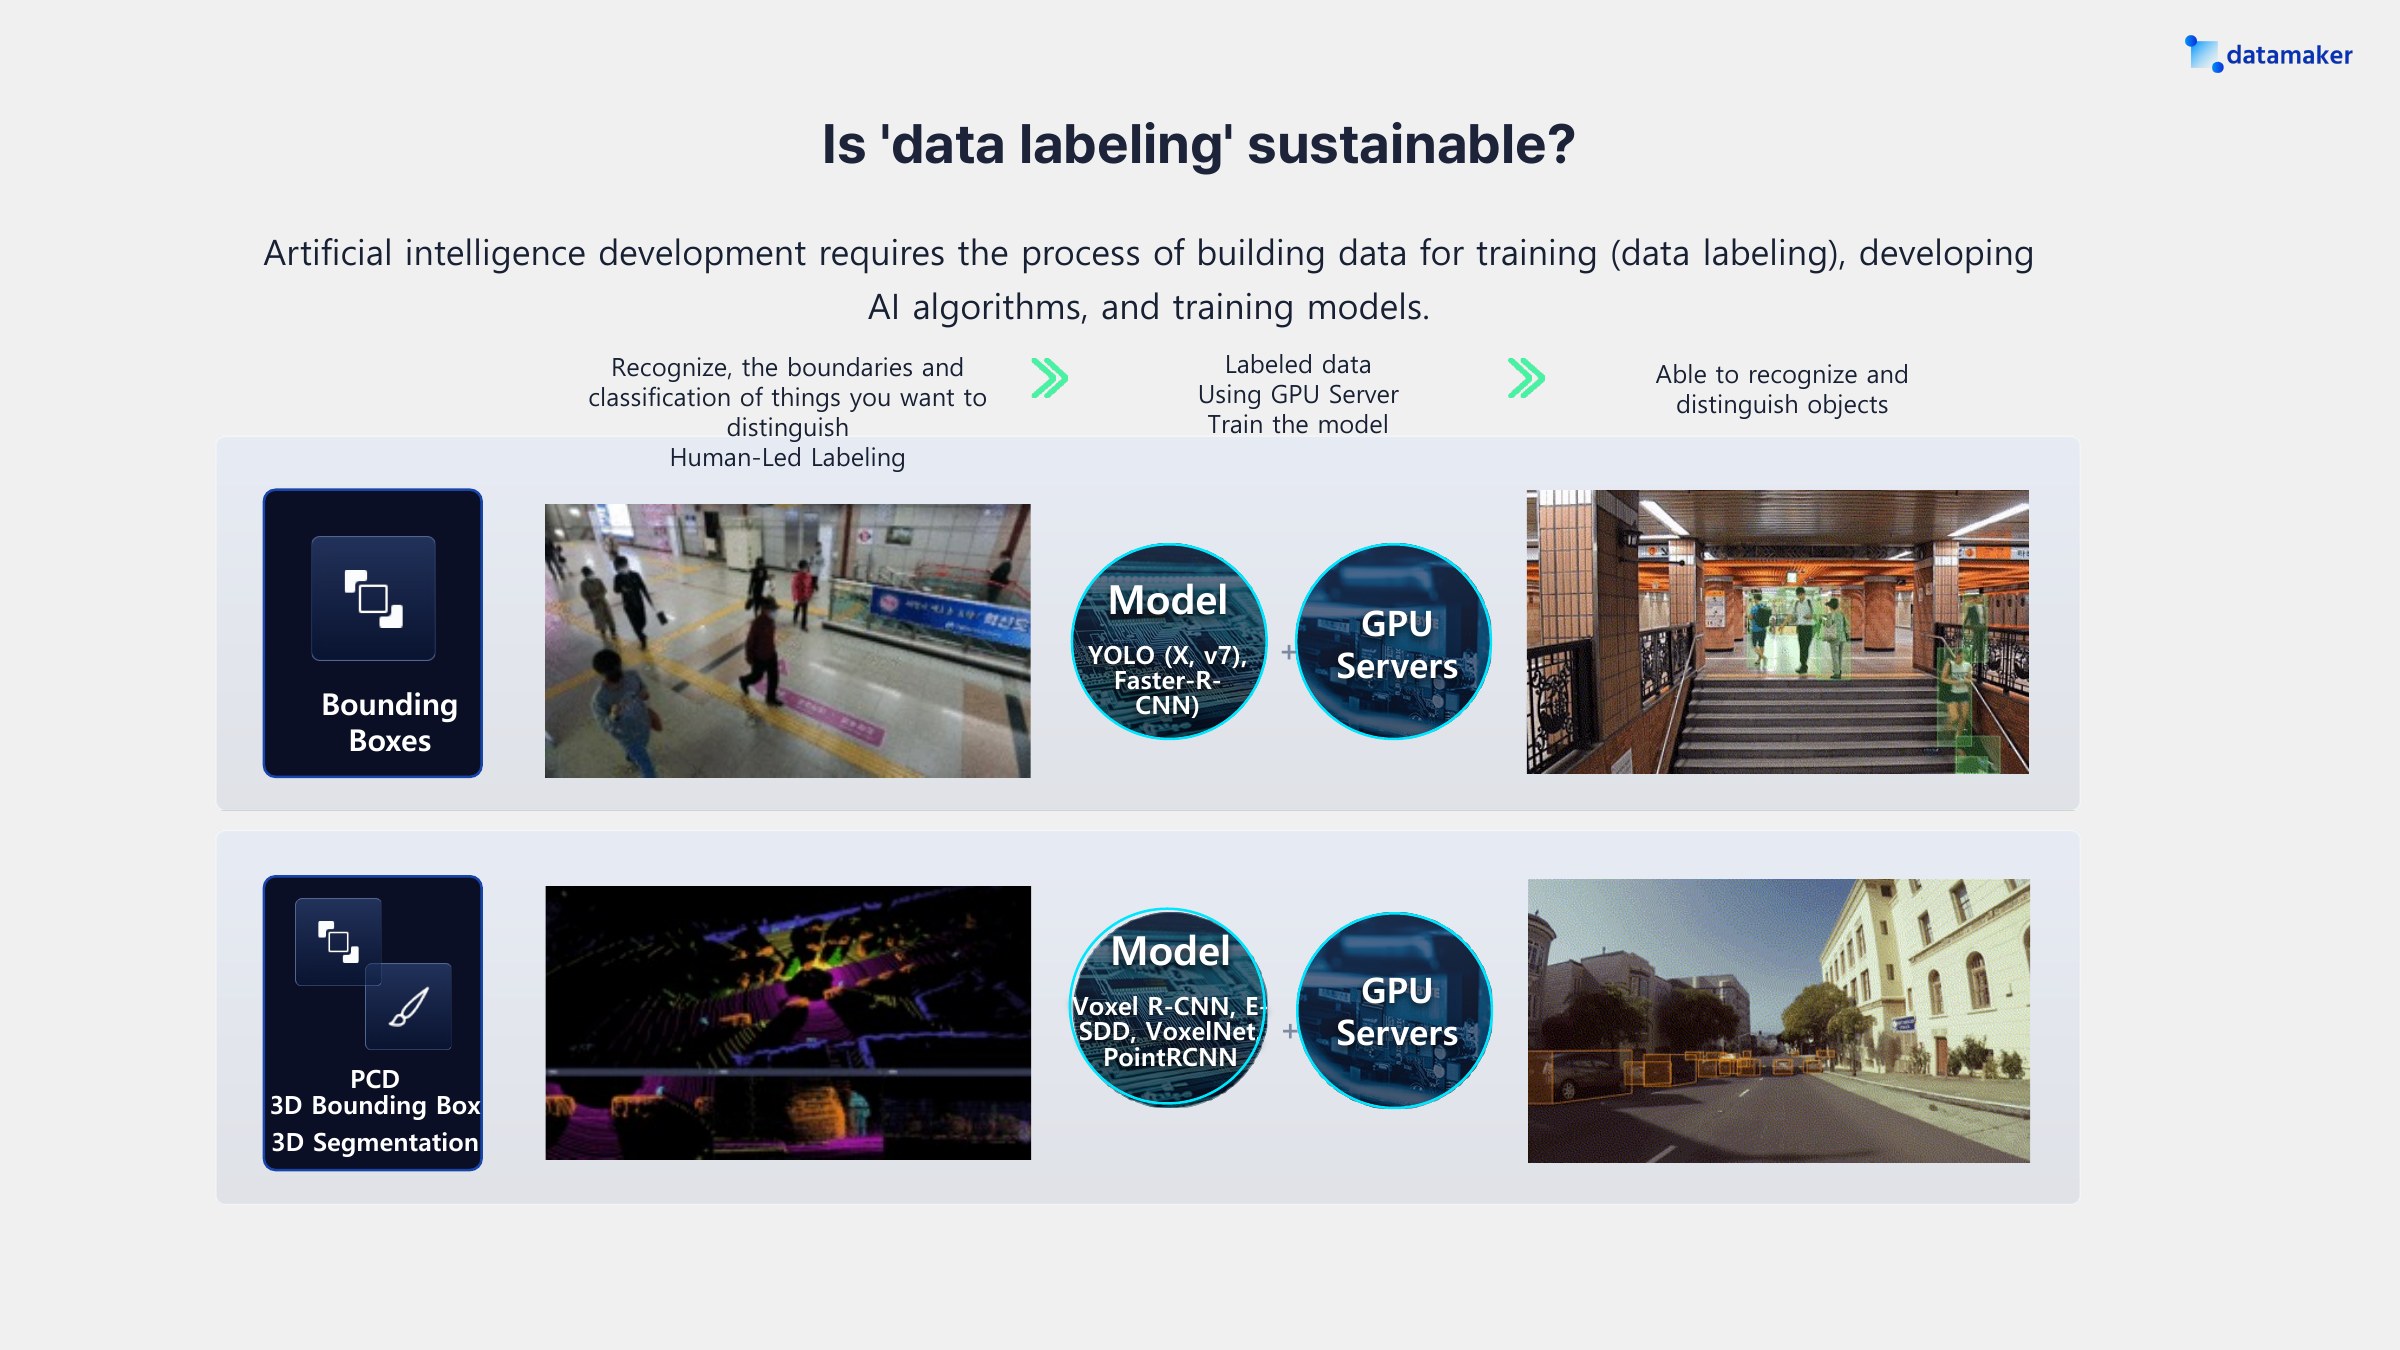 datamaker
Is 'data labeling' sustainable?
Artificial intelligence development requires the process of building data for training (data labeling), developing
AI algorithms, and training models.
Recognize, the boundaries and
classification of things you want to
distinguish
Human-Led Labeling
Labeled data
Using GPU Server
Train the model
Able to recognize and
distinguish objects
Bounding
Boxes
Model
YOLO (X, v7),
Faster-R-
CNN)
+
GPU
Servers
PCD
3D Bounding Box
3D Segmentation
Model
Voxel R-CNN, E-
SDD, VoxelNet
PointRCNN
+
GPU
Servers